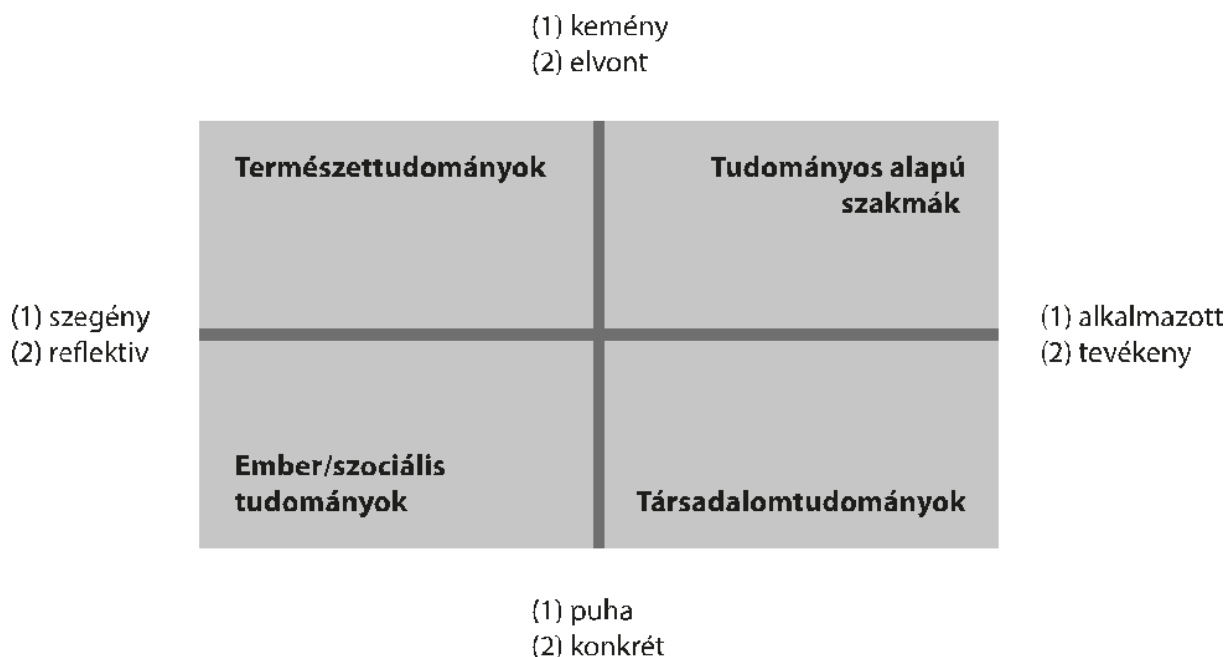 (1) kemény
(2) elvont
Természettudományok
Tudományos alapú
szakmák
(1) szegény
(2) reflektiv
(1) alkalmazott
(2) tevékeny
Ember/szociális
tudományok
Társadalomtudományok
(1) puha
(2) konkrét